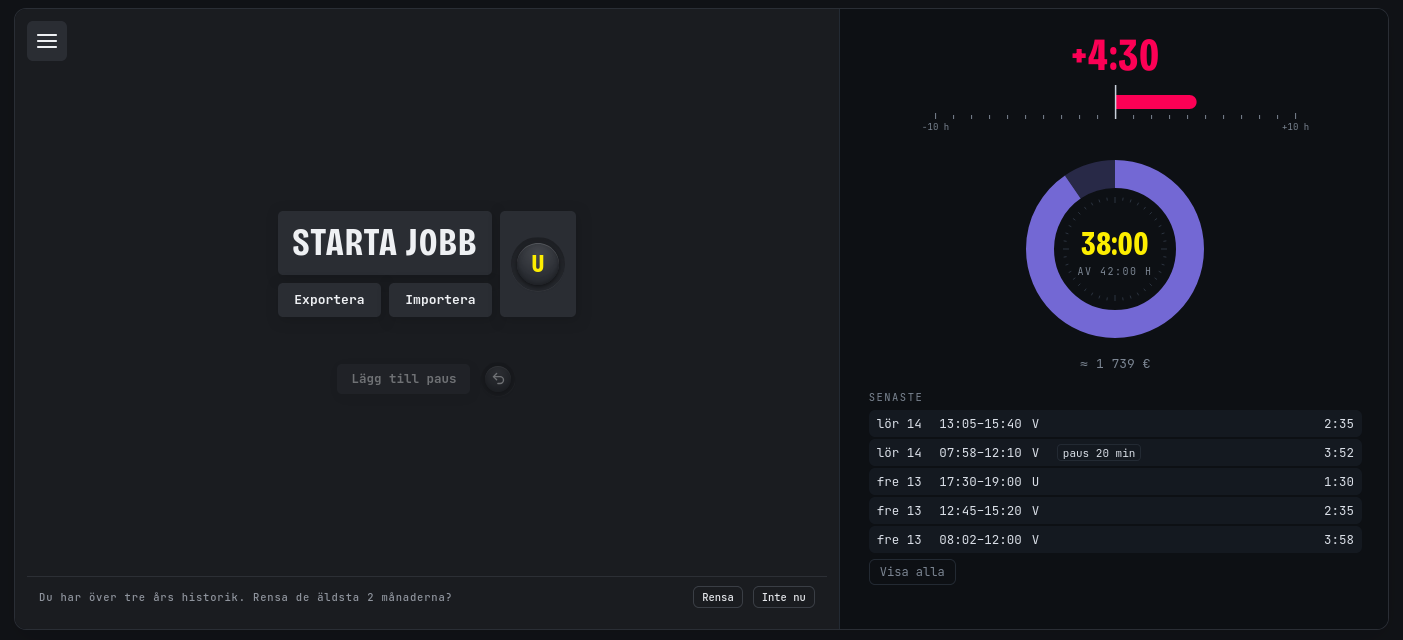 STARTA JOBB
U
Exportera Importera
Lägg till paus
Du har över tre års historik. Rensa de äldsta 2 månaderna?
Rensa Inte nu
+4:30
-10 h +10 h
38:00
AV 42:00 H
≈ 1 739 €
SENASTE
lör 14 13:05–15:40 V 2:35
lör 14 07:58–12:10 V paus 20 min 3:52
fre 13 17:30–19:00 U 1:30
fre 13 12:45–15:20 V 2:35
fre 13 08:02–12:00 V 3:58
Visa alla